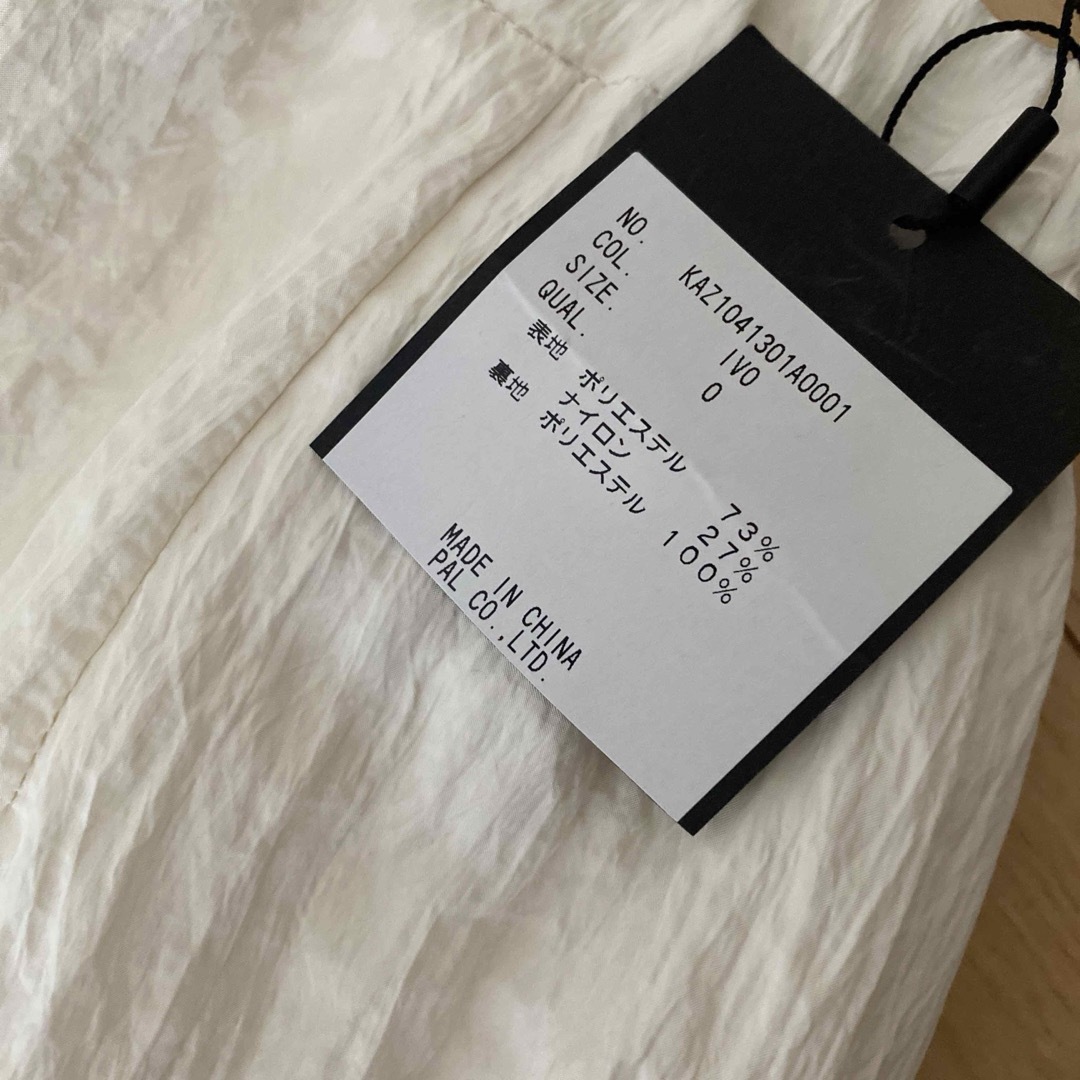 NO. KAZ1041301A0001
COL. IVO
SIZE. 0
QUAL.
表地 ポリエステル 73%
ナイロン 27%
裏地 ポリエステル 100%
MADE IN CHINA
PAL CO.,LTD.